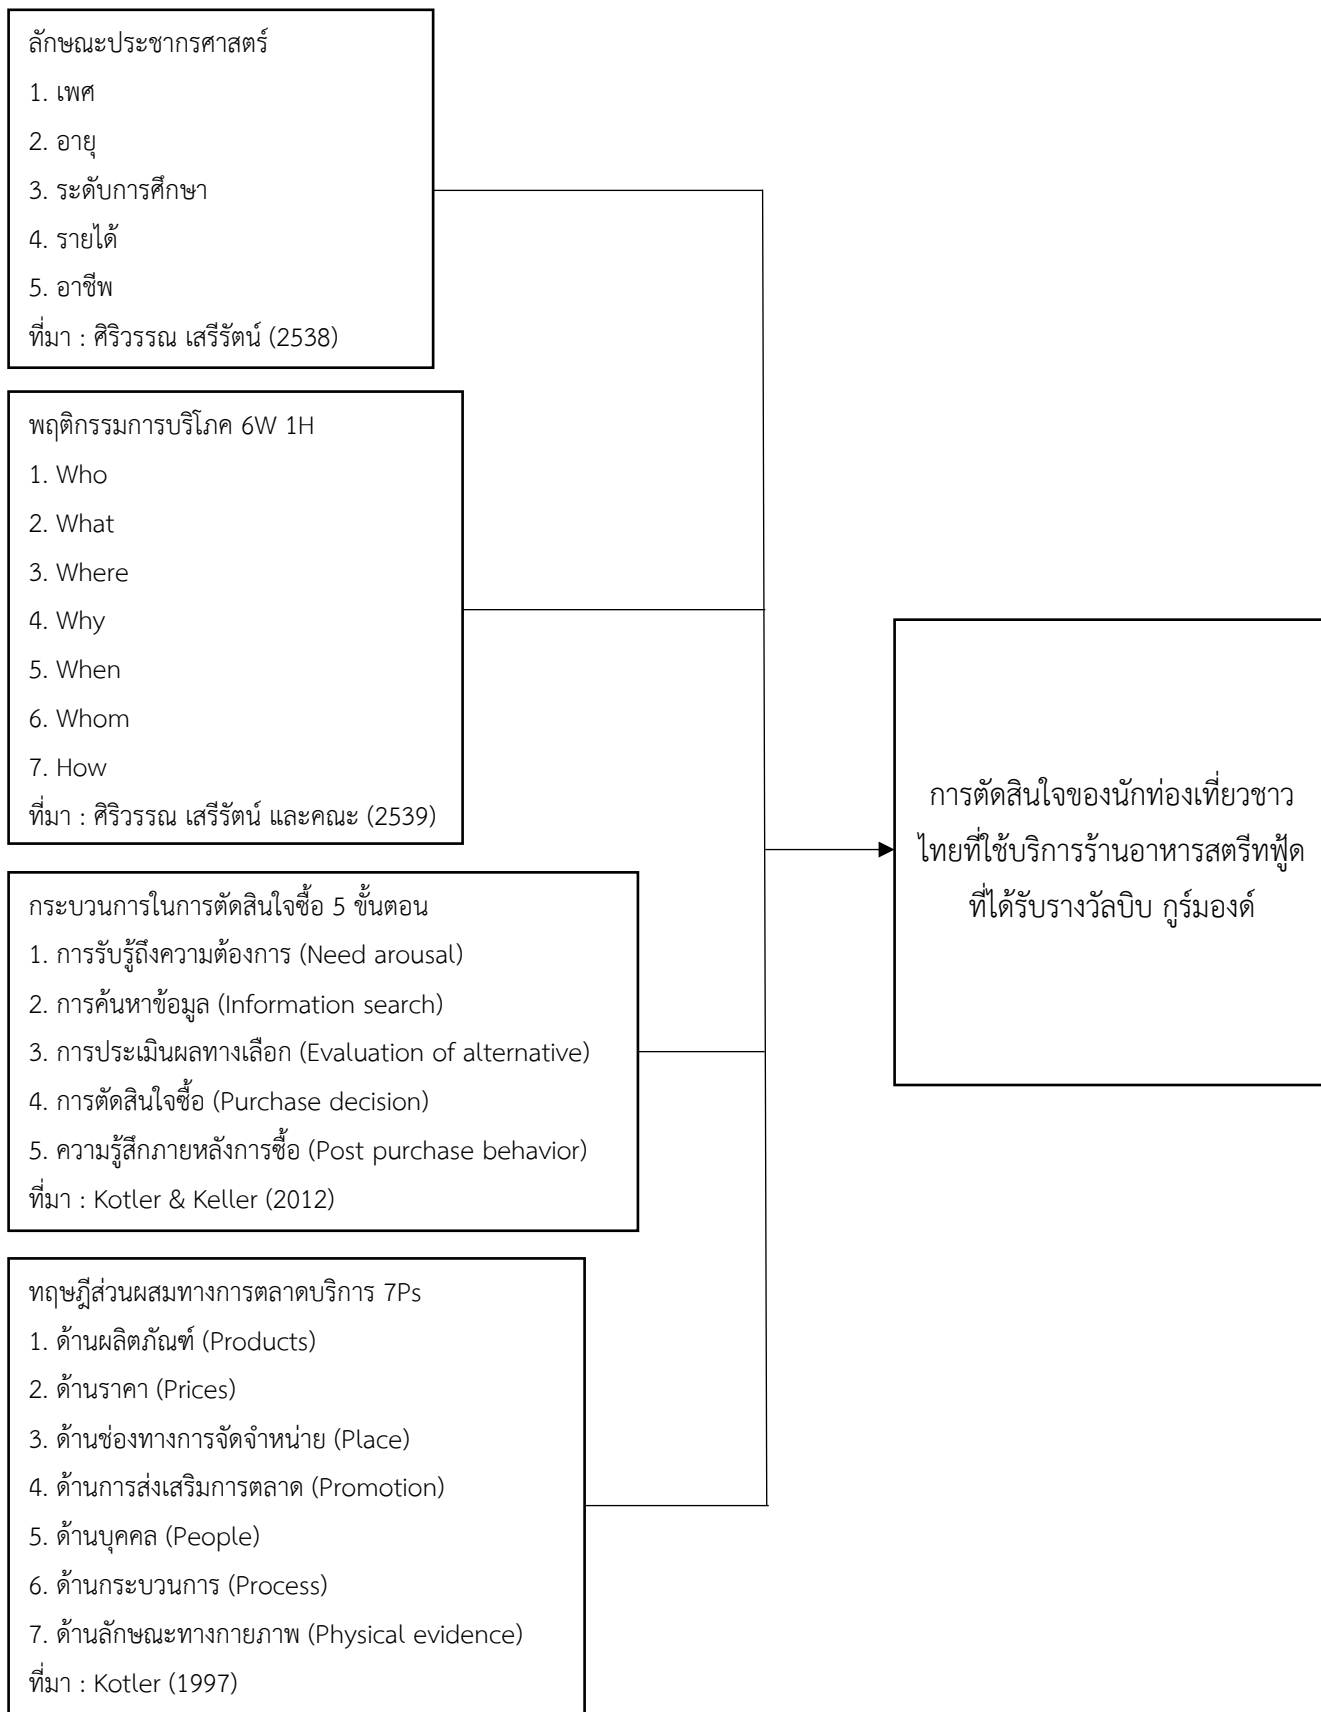 ลักษณะประชากรศาสตร์
1. เพศ
2. อายุ
3. ระดับการศึกษา
4. รายได้
5. อาชีพ
ที่มา : ศิริวรรณ เสรีรัตน์ (2538)
พฤติกรรมการบริโภค 6W 1H
1. Who
2. What
3. Where
4. Why
5. When
6. Whom
7. How
ที่มา : ศิริวรรณ เสรีรัตน์ และคณะ (2539)
กระบวนการในการตัดสินใจซื้อ 5 ขั้นตอน
1. การรับรู้ถึงความต้องการ (Need arousal)
2. การค้นหาข้อมูล (Information search)
3. การประเมินผลทางเลือก (Evaluation of alternative)
4. การตัดสินใจซื้อ (Purchase decision)
5. ความรู้สึกภายหลังการซื้อ (Post purchase behavior)
ที่มา : Kotler & Keller (2012)
ทฤษฎีส่วนผสมทางการตลาดบริการ 7Ps
1. ด้านผลิตภัณฑ์ (Products)
2. ด้านราคา (Prices)
3. ด้านช่องทางการจัดจำหน่าย (Place)
4. ด้านการส่งเสริมการตลาด (Promotion)
5. ด้านบุคคล (People)
6. ด้านกระบวนการ (Process)
7. ด้านลักษณะทางกายภาพ (Physical evidence)
ที่มา : Kotler (1997)
การตัดสินใจของนักท่องเที่ยวชาว
ไทยที่ใช้บริการร้านอาหารสตรีทฟู้ด
ที่ได้รับรางวัลบิบ กูร์มองด์